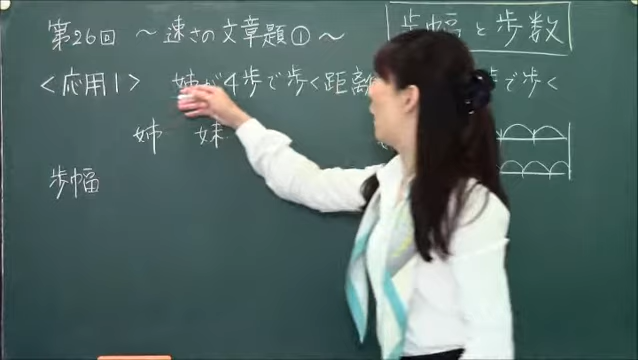 第26回 ～速さの文章題①～
歩幅と歩数
<応用1> 姉が4歩で歩く距離 で歩く
姉 妹
歩幅